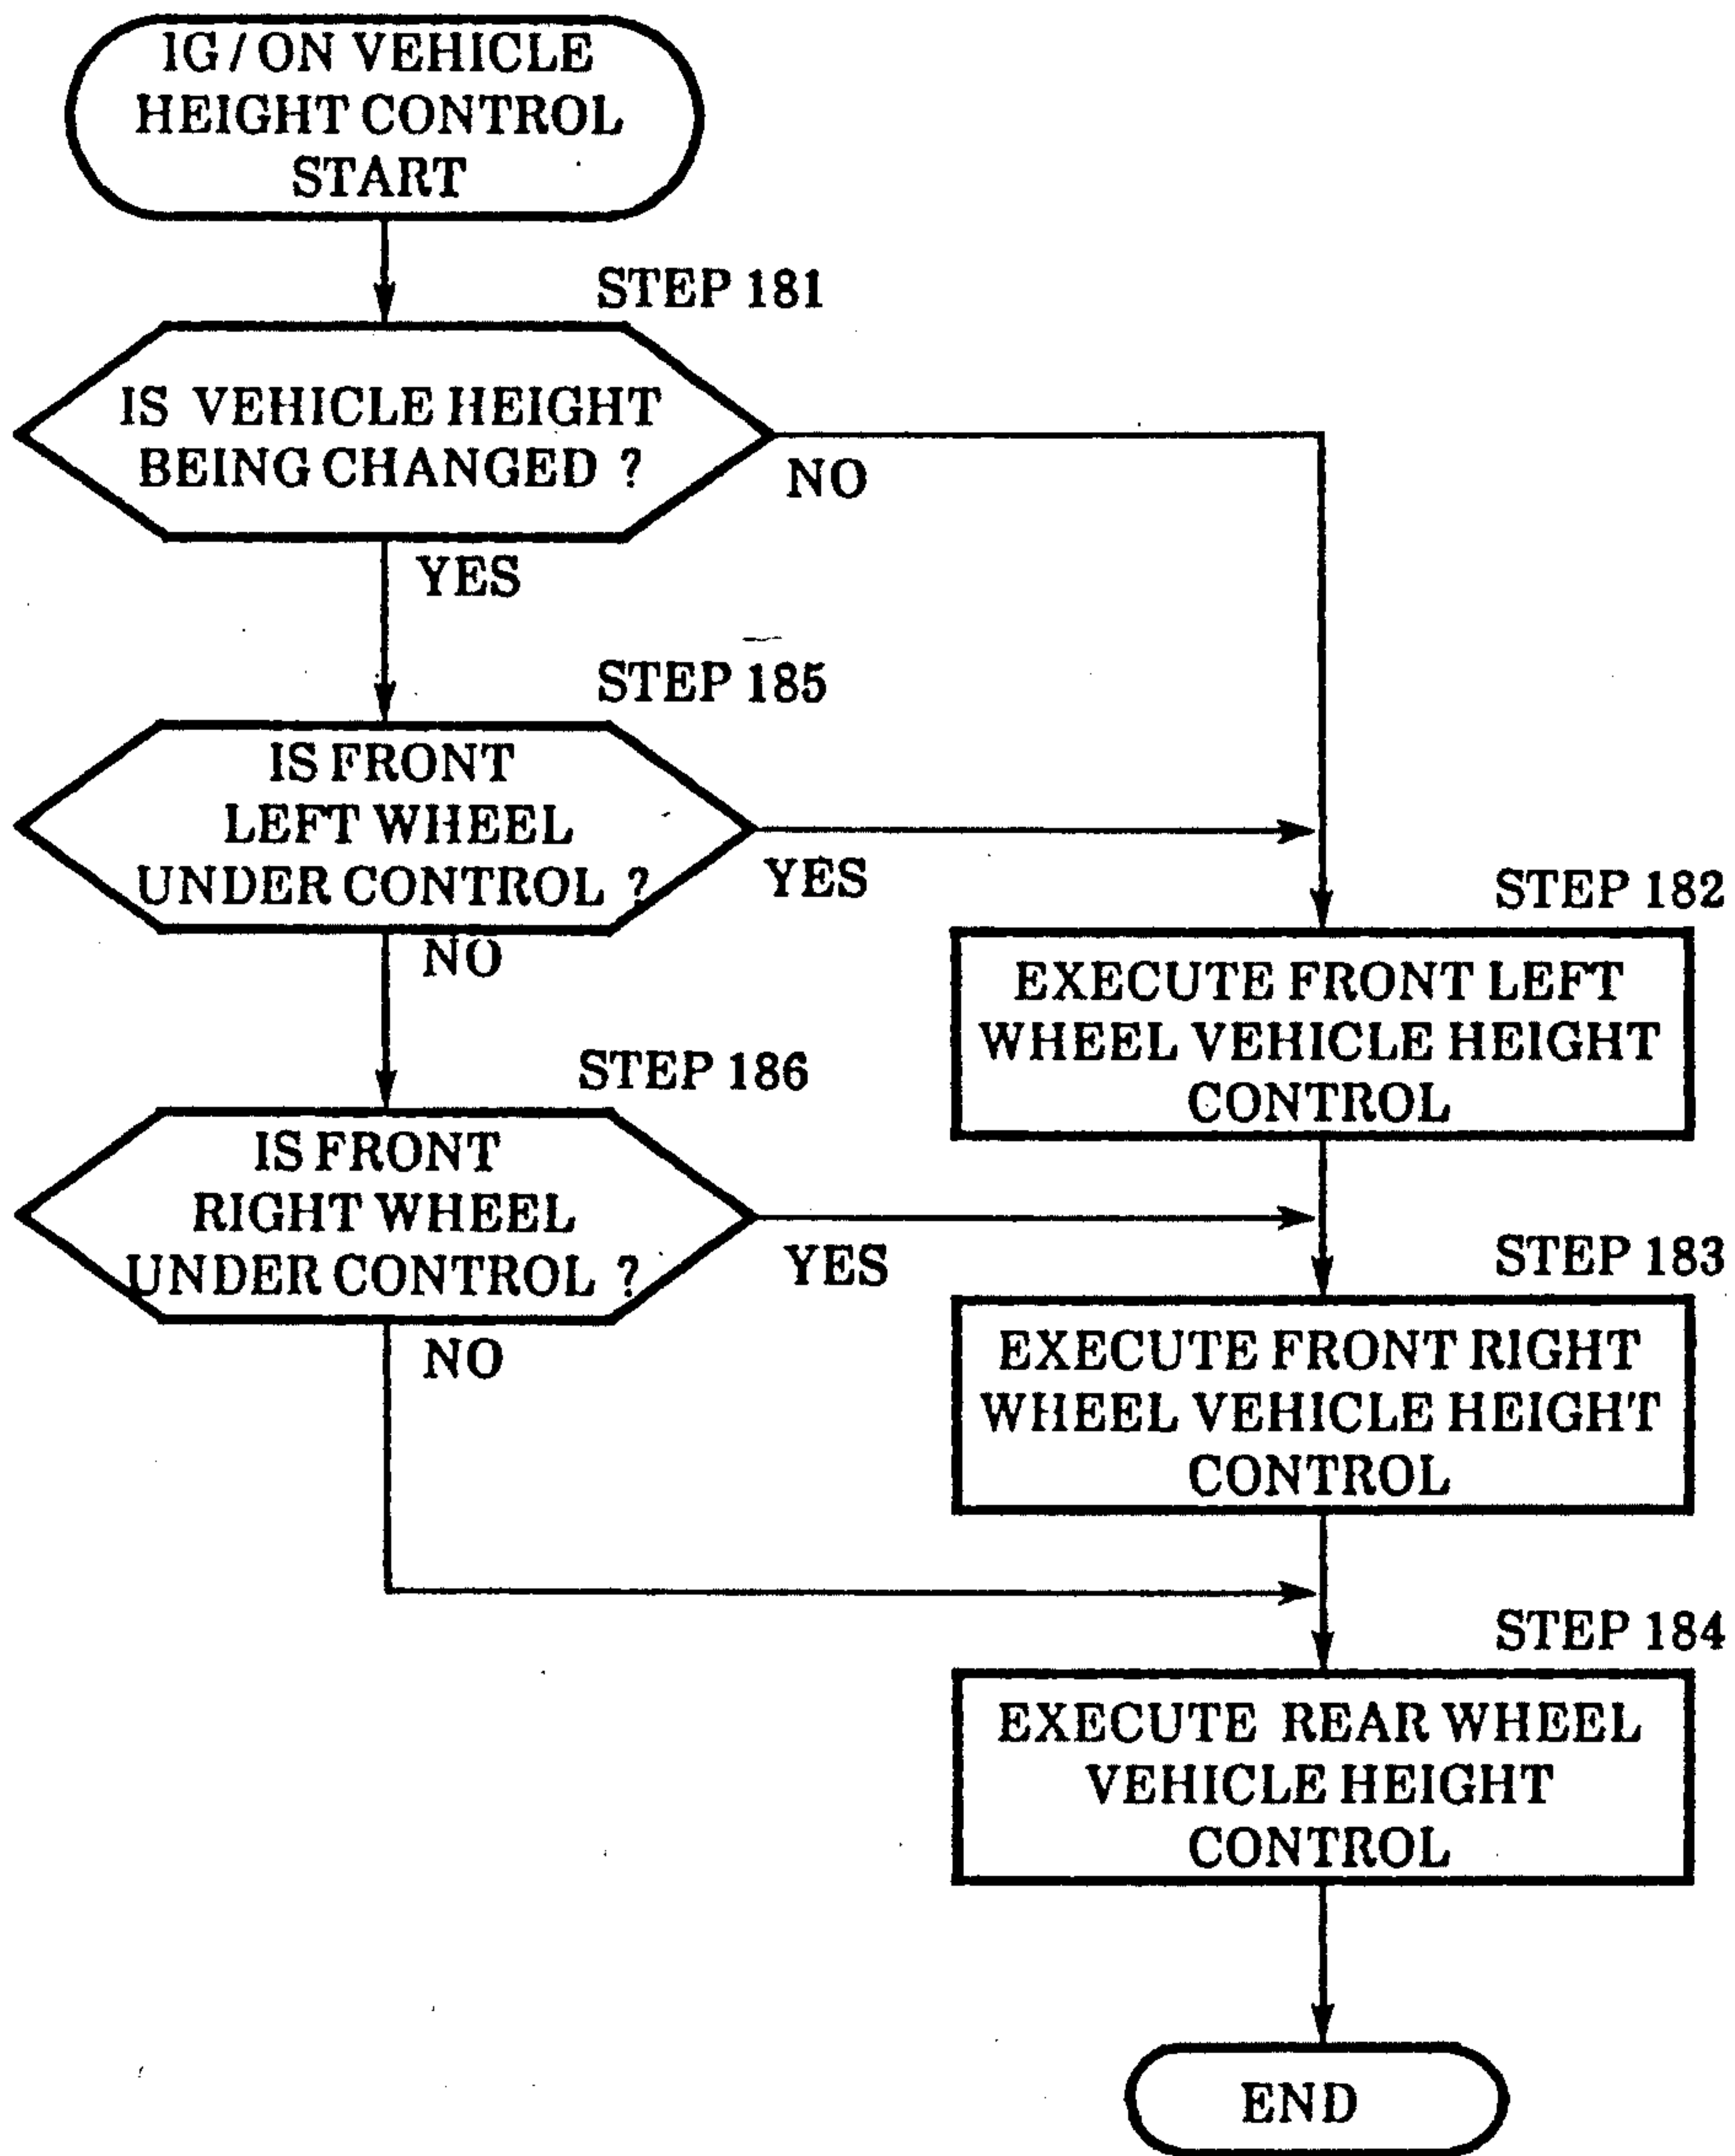 IG / ON VEHICLE
HEIGHT CONTROL
START
STEP 181
IS VEHICLE HEIGHT
BEING CHANGED ?
NO
YES
STEP 185
IS FRONT
LEFT WHEEL
UNDER CONTROL ?
YES
NO
STEP 182
EXECUTE FRONT LEFT
WHEEL VEHICLE HEIGHT
CONTROL
STEP 186
IS FRONT
RIGHT WHEEL
UNDER CONTROL ?
YES
NO
STEP 183
EXECUTE FRONT RIGHT
WHEEL VEHICLE HEIGHT
CONTROL
STEP 184
EXECUTE REAR WHEEL
VEHICLE HEIGHT
CONTROL
END